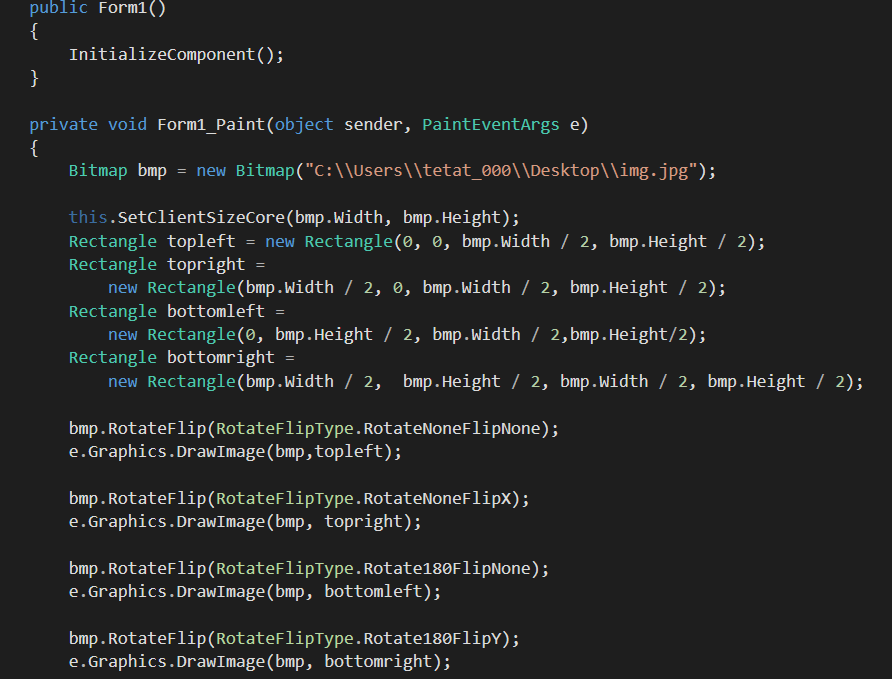 public Form1()
{
InitializeComponent();
}
private void Form1_Paint(object sender, PaintEventArgs e)
{
Bitmap bmp = new Bitmap("C:\\Users\\tetat_000\\Desktop\\img.jpg");
this.SetClientSizeCore(bmp.Width, bmp.Height);
Rectangle topleft = new Rectangle(0, 0, bmp.Width / 2, bmp.Height / 2);
Rectangle topright =
new Rectangle(bmp.Width / 2, 0, bmp.Width / 2, bmp.Height / 2);
Rectangle bottomleft =
new Rectangle(0, bmp.Height / 2, bmp.Width / 2,bmp.Height/2);
Rectangle bottomright =
new Rectangle(bmp.Width / 2,  bmp.Height / 2, bmp.Width / 2, bmp.Height / 2);
bmp.RotateFlip(RotateFlipType.RotateNoneFlipNone);
e.Graphics.DrawImage(bmp,topleft);
bmp.RotateFlip(RotateFlipType.RotateNoneFlipX);
e.Graphics.DrawImage(bmp, topright);
bmp.RotateFlip(RotateFlipType.Rotate180FlipNone);
e.Graphics.DrawImage(bmp, bottomleft);
bmp.RotateFlip(RotateFlipType.Rotate180FlipY);
e.Graphics.DrawImage(bmp, bottomright);